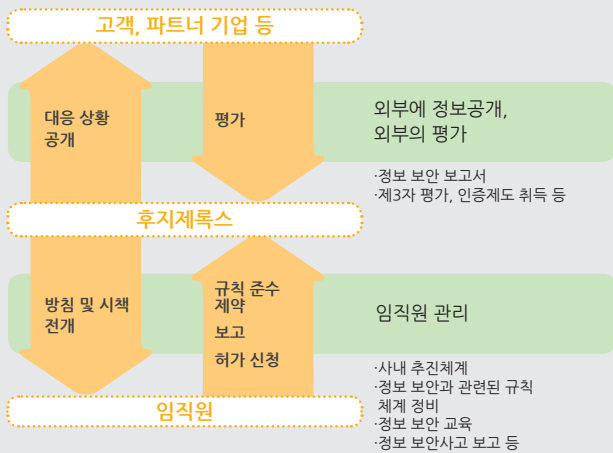 고객, 파트너 기업 등
대응 상황
공개
평가
외부에 정보공개,
외부의 평가
·정보 보안 보고서
·제3자 평가, 인증제도 취득 등
후지제록스
방침 및 시책
전개
규칙 준수
제약
보고
허가 신청
임직원 관리
·사내 추진체계
·정보 보안과 관련된 규칙
체계 정비
·정보 보안 교육
·정보 보안사고 보고 등
임직원